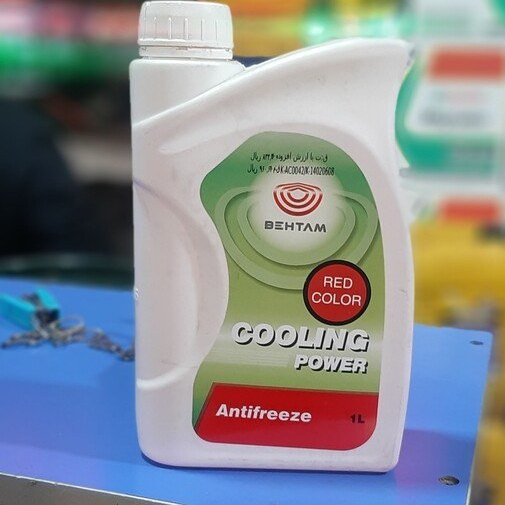 BEHTAM
RED
COLOR
COOLING
POWER
Antifreeze
1L